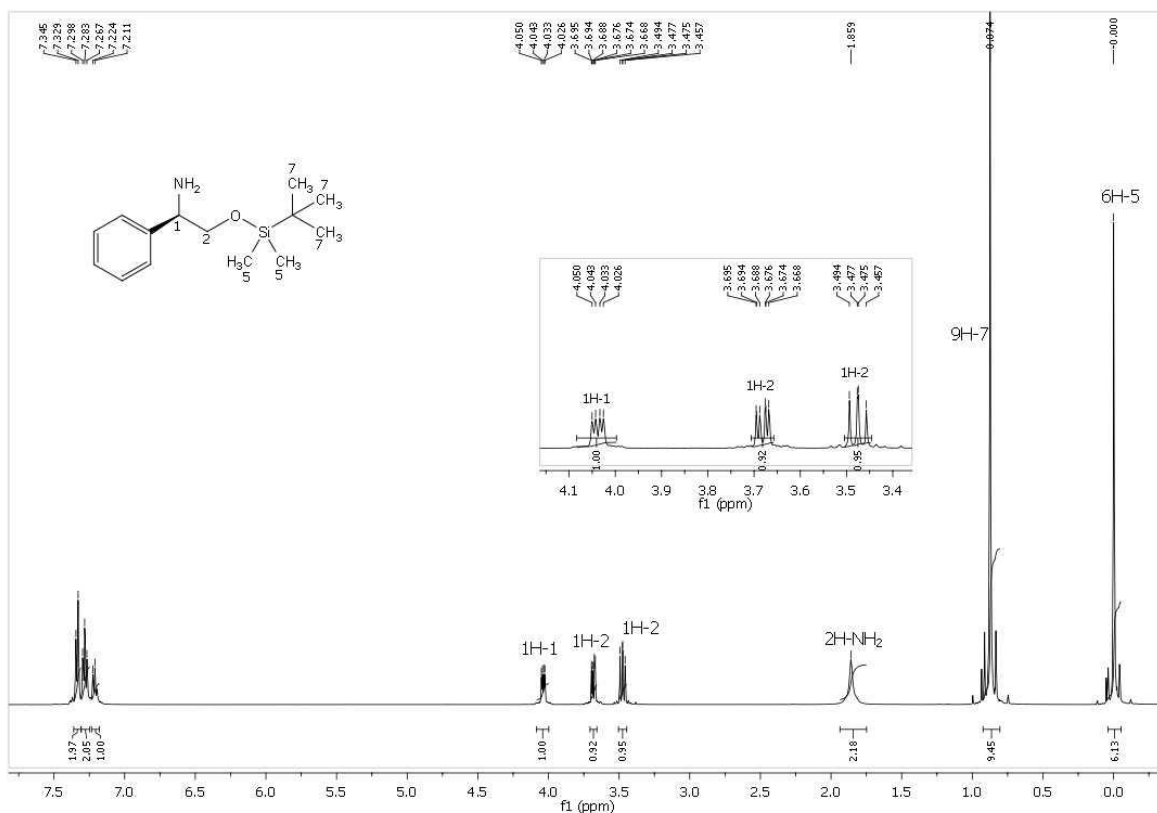 7.345 7.329 7.298 7.283 7.267 7.224 7.211 4.050 4.043 4.033 4.026 3.695 3.694 3.688 3.676 3.674 3.668 3.494 3.477 3.475 3.457 1.859 0.874 -0.000
7
CH₃
NH₂
7
CH₃
O
1
2
Si
CH₃
7
H₃C
5
CH₃
5
6H-5
4.050 4.043 4.033 4.026 3.695 3.694 3.688 3.676 3.674 3.668 3.494 3.477 3.475 3.457
9H-7
1H-1 1H-2 1H-2
1.00 0.92 0.95
4.1 4.0 3.9 3.8 3.7 3.6 3.5 3.4
f1 (ppm)
1H-1 1H-2 1H-2 2H-NH₂
1.97 2.05 1.00 1.00 0.92 0.95 2.18 9.45 6.13
7.5 7.0 6.5 6.0 5.5 5.0 4.5 4.0 3.5 3.0 2.5 2.0 1.5 1.0 0.5 0.0
f1 (ppm)